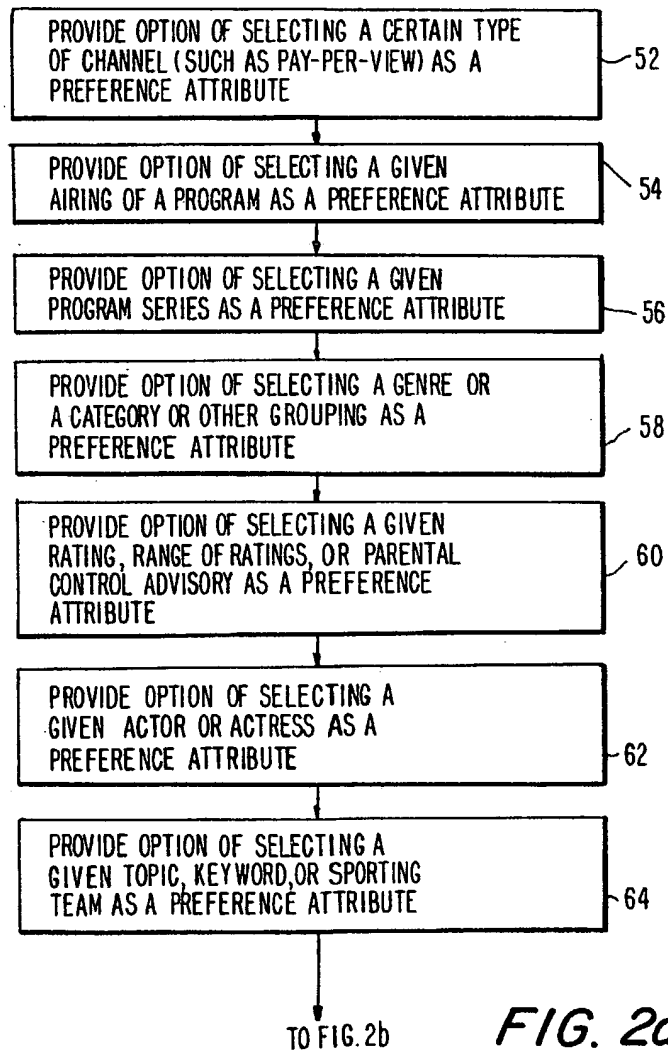 PROVIDE OPTION OF SELECTING A CERTAIN TYPE
OF CHANNEL (SUCH AS PAY-PER-VIEW) AS A
PREFERENCE ATTRIBUTE
52
PROVIDE OPTION OF SELECTING A GIVEN
AIRING OF A PROGRAM AS A PREFERENCE ATTRIBUTE
54
PROVIDE OPTION OF SELECTING A GIVEN
PROGRAM SERIES AS A PREFERENCE ATTRIBUTE
56
PROVIDE OPTION OF SELECTING A GENRE OR
A CATEGORY OR OTHER GROUPING AS A
PREFERENCE ATTRIBUTE
58
PROVIDE OPTION OF SELECTING A GIVEN
RATING, RANGE OF RATINGS, OR PARENTAL
CONTROL ADVISORY AS A PREFERENCE
ATTRIBUTE
60
PROVIDE OPTION OF SELECTING A
GIVEN ACTOR OR ACTRESS AS A
PREFERENCE ATTRIBUTE
62
PROVIDE OPTION OF SELECTING A
GIVEN TOPIC, KEYWORD, OR SPORTING
TEAM AS A PREFERENCE ATTRIBUTE
64
TO FIG. 2b
FIG. 2a